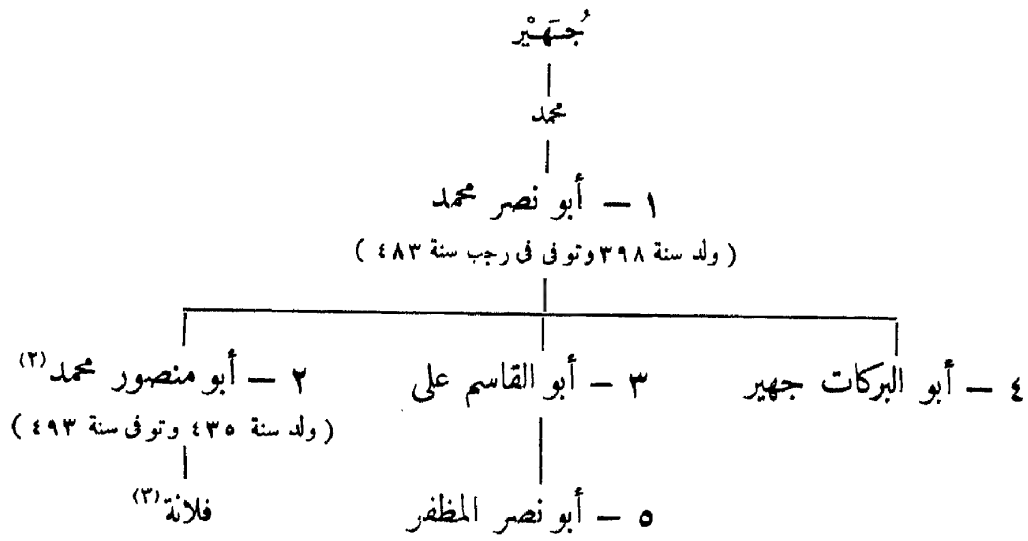 جُسَهَيْر
محمد
١ — أبو نصر محمد
( ولد سنة ٣٩٨ وتوفى فى رجب سنة ٤٨٣ )
٤ — أبو البركات جهير
٣ — أبو القاسم على
٢ — أبو منصور محمد (٢)
( ولد سنة ٤٣٥ وتوفى سنة ٤٩٣ )
٥ — أبو نصر المظفر
فلانة (٣)